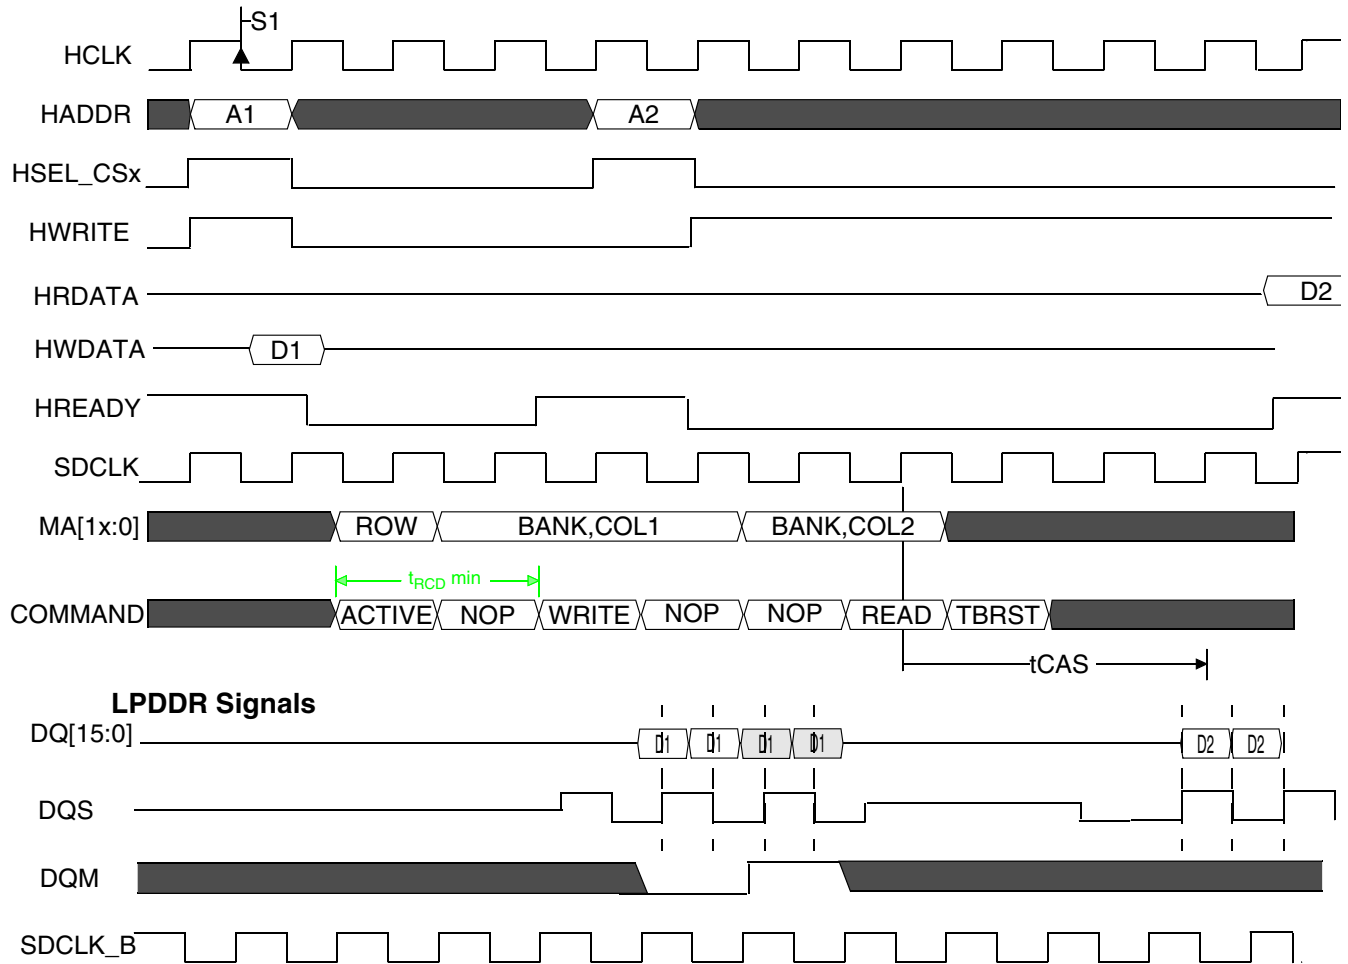 S1
HCLK
HADDR A1 A2
HSEL_CSx
HWRITE
HRDATA D2
HWDATA D1
HREADY
SDCLK
MA[1x:0] ROW BANK,COL1 BANK,COL2
tRCD min
COMMAND ACTIVE NOP WRITE NOP NOP READ TBRST
tCAS
LPDDR Signals
DQ[15:0] D1 D1 D1 D1 D2 D2
DQS
DQM
SDCLK_B